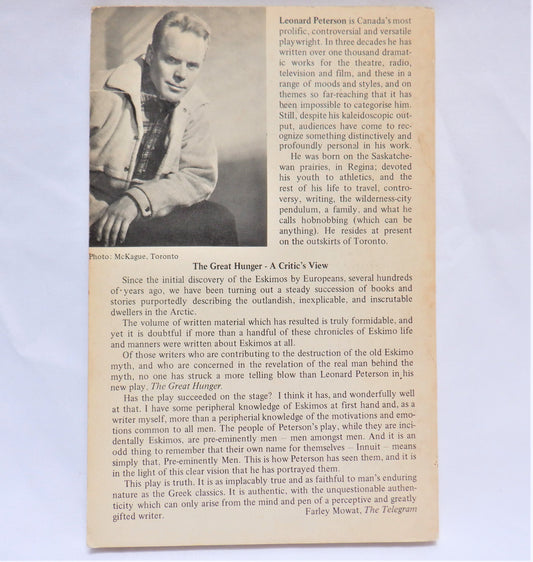 Leonard Peterson is Canada's most
prolific, controversial and versatile
playwright. In three decades he has
written over one thousand dramat-
ic works for the theatre, radio,
television and film, and these in a
range of moods and styles, and on
themes so far-reaching that it has
been impossible to categorise him.
Still, despite his kaleidoscopic out-
put, audiences have come to rec-
ognize something distinctively and
profoundly personal in his work.
He was born on the Saskatche-
wan prairies, in Regina; devoted
his youth to athletics, and the
rest of his life to travel, contro-
versy, writing, the wilderness-city
pendulum, a family, and what he
calls hobnobbing (which can be
anything). He resides at present
on the outskirts of Toronto.
Photo: McKague, Toronto
The Great Hunger - A Critic's View
Since the initial discovery of the Eskimos by Europeans, several hundreds
of years ago, we have been turning out a steady succession of books and
stories purportedly describing the outlandish, inexplicable, and inscrutable
dwellers in the Arctic.
The volume of written material which has resulted is truly formidable, and
yet it is doubtful if more than a handful of these chronicles of Eskimo life
and manners were written about Eskimos at all.
Of those writers who are contributing to the destruction of the old Eskimo
myth, and who are concerned in the revelation of the real man behind the
myth, no one has struck a more telling blow than Leonard Peterson in his
new play, The Great Hunger.
Has the play succeeded on the stage? I think it has, and wonderfully well
at that. I have some peripheral knowledge of Eskimos at first hand and, as a
writer myself, more than a peripherial knowledge of the motivations and emo-
tions common to all men. The people of Peterson's play, while they are inci-
dentally Eskimos, are pre-eminently men – men amongst men. And it is an
odd thing to remember that their own name for themselves – Innuit – means
simply that. Pre-eminently Men. This is how Peterson has seen them, and it is
in the light of this clear vision that he has portrayed them.
This play is truth. It is as implacably true and as faithful to man's enduring
nature as the Greek classics. It is authentic, with the unquestionable authen-
ticity which can only arise from the mind and pen of a perceptive and greatly
gifted writer. Farley Mowat, The Telegram